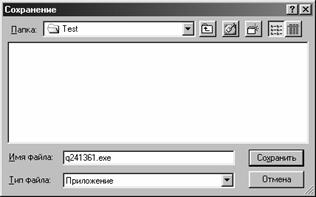 Сохранение
Папка: Test
Имя файла: q241361.exe Сохранить
Тип файла: Приложение Отмена